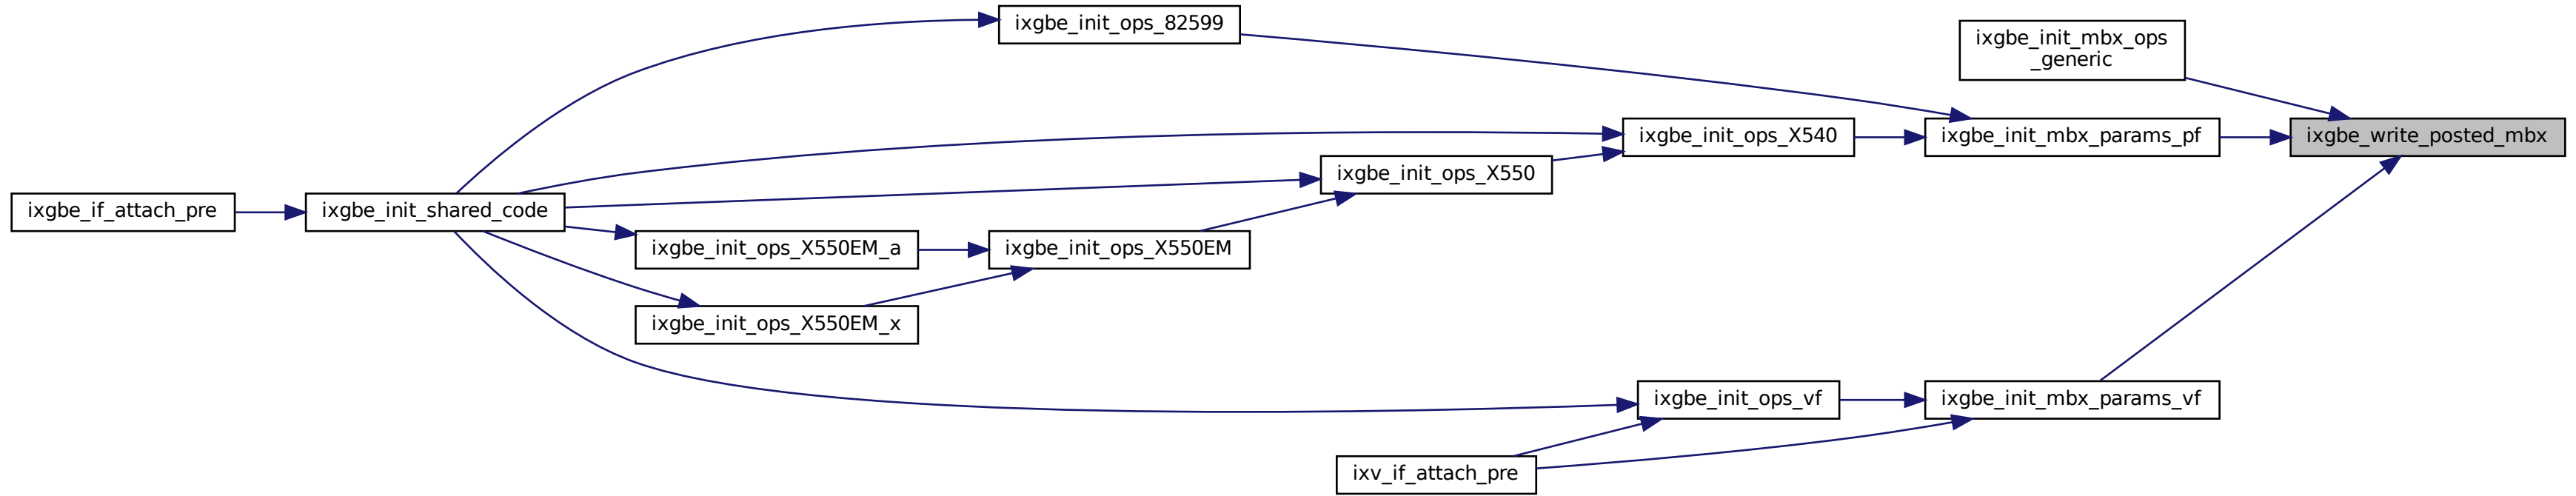 ixgbe_init_ops_82599
ixgbe_init_mbx_ops
_generic
ixgbe_init_ops_X540
ixgbe_init_mbx_params_pf
ixgbe_write_posted_mbx
ixgbe_init_ops_X550
ixgbe_if_attach_pre
ixgbe_init_shared_code
ixgbe_init_ops_X550EM_a
ixgbe_init_ops_X550EM
ixgbe_init_ops_X550EM_x
ixgbe_init_ops_vf
ixgbe_init_mbx_params_vf
ixv_if_attach_pre